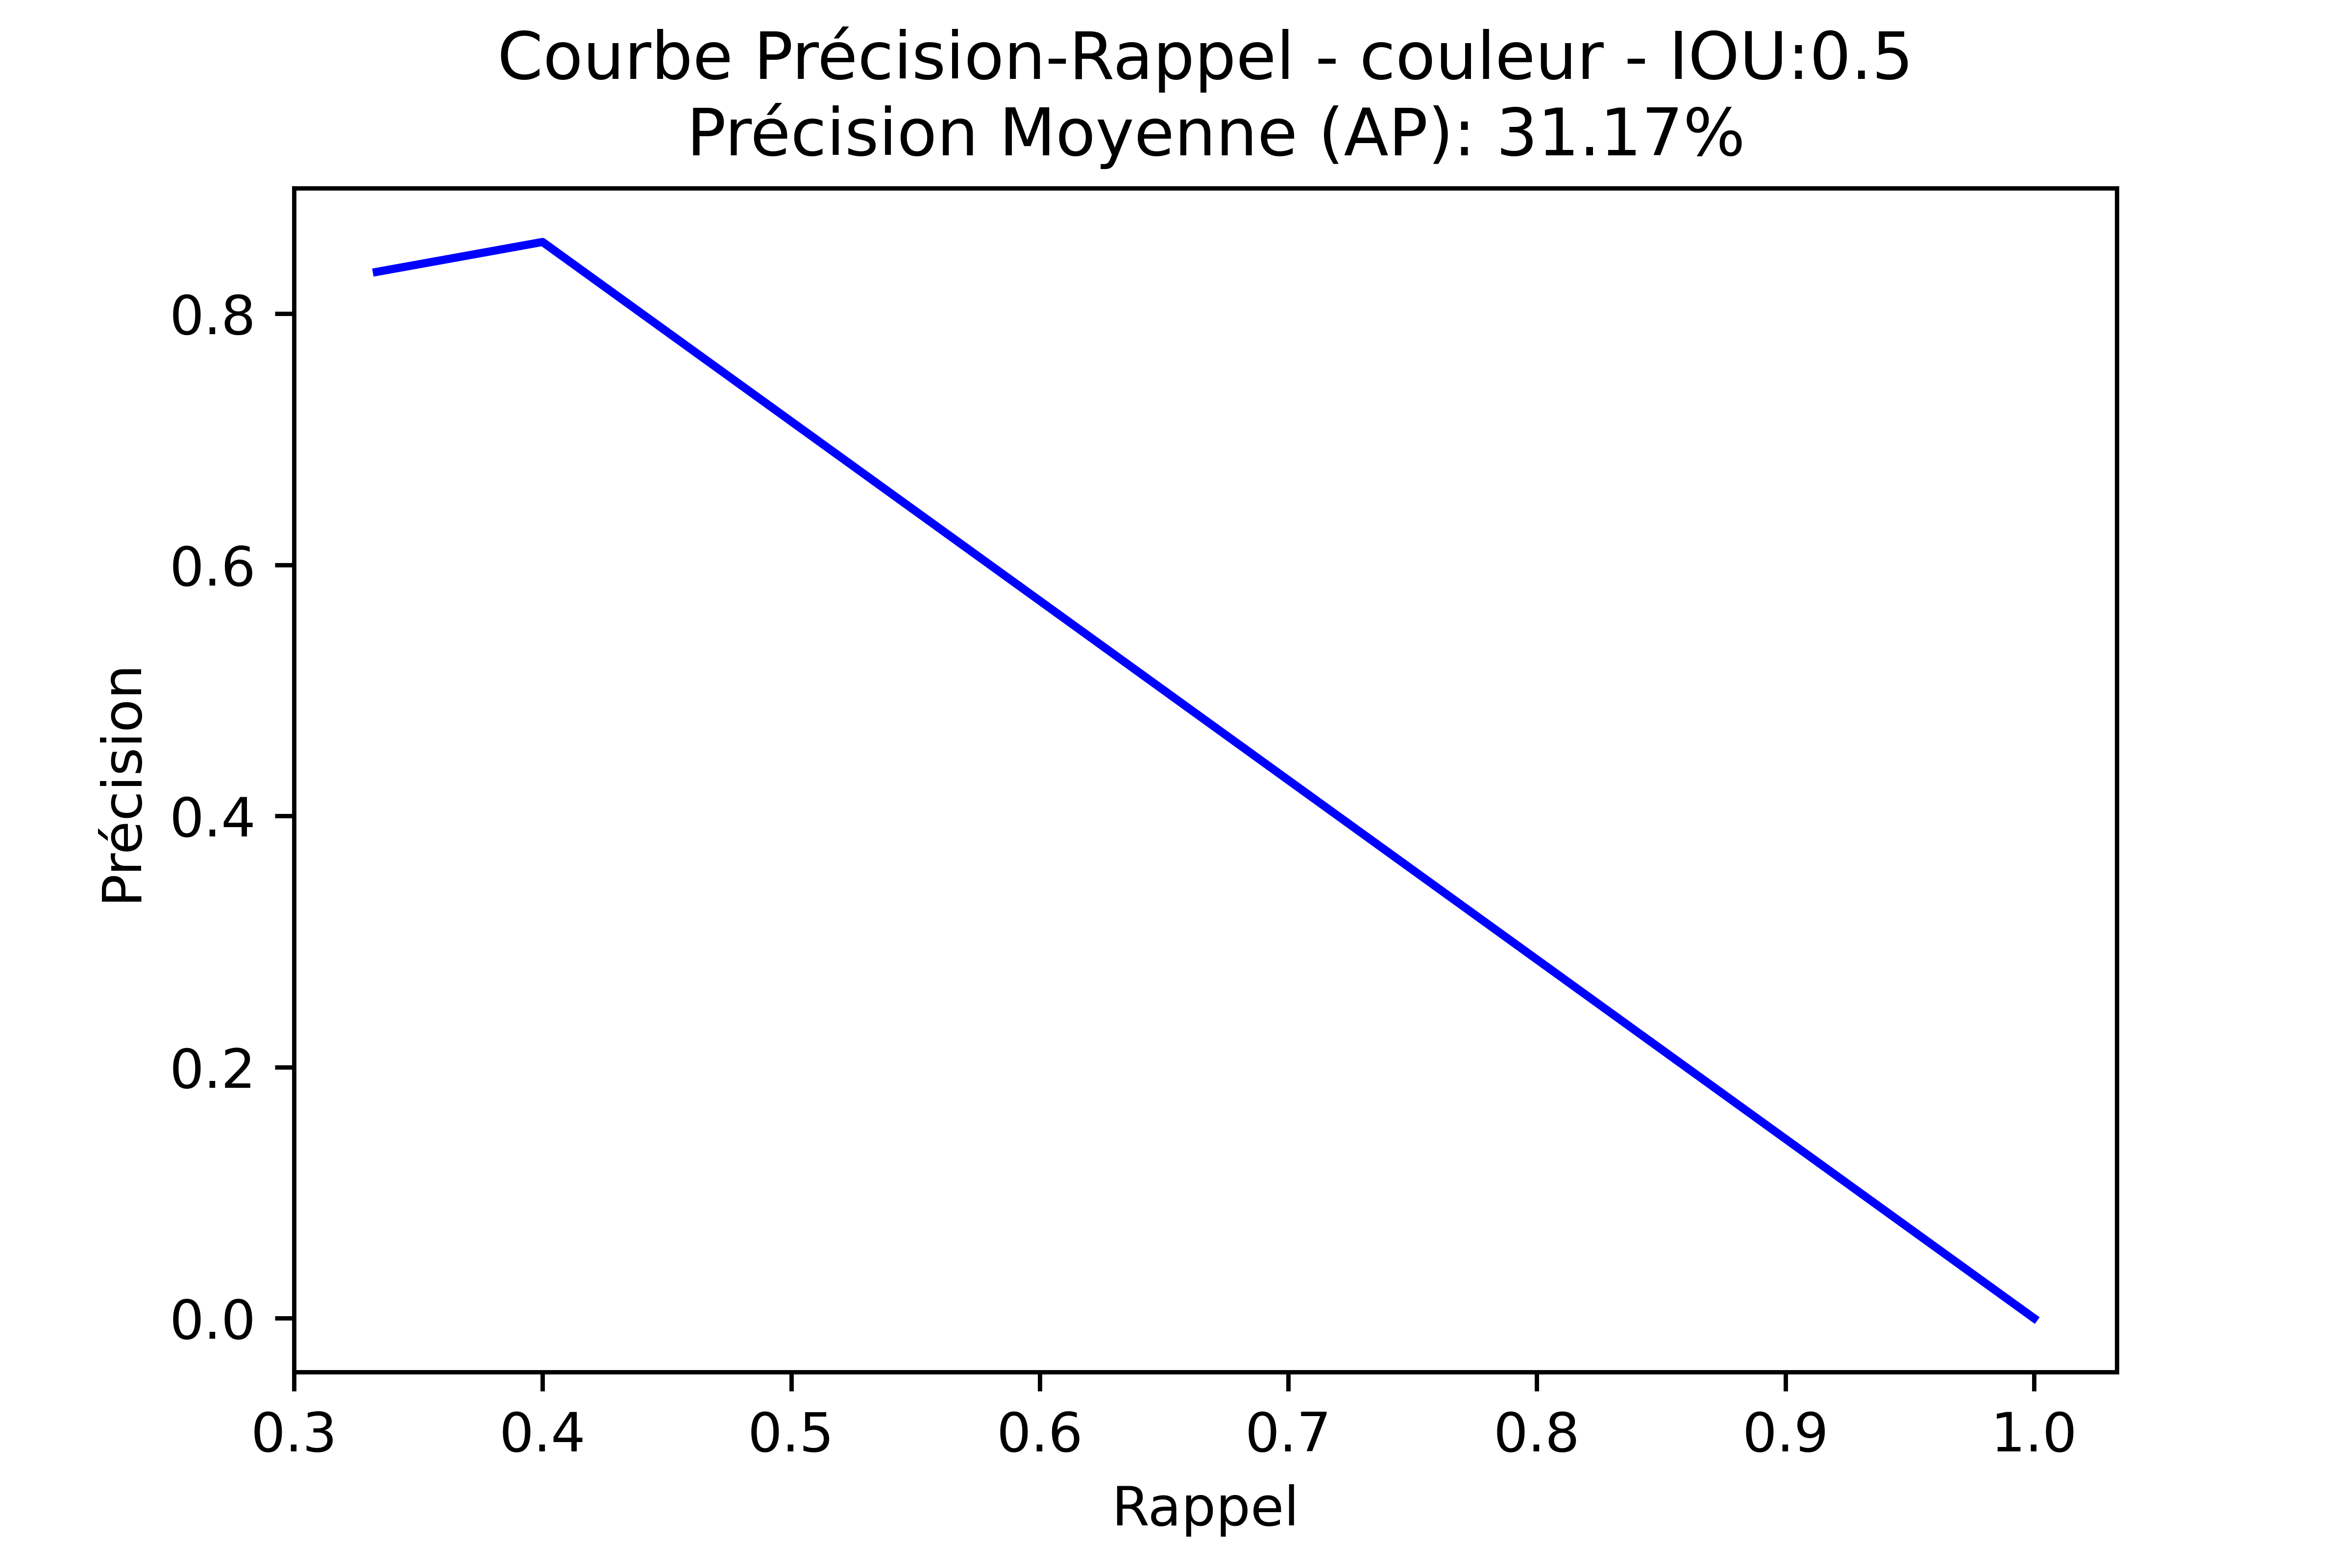 Courbe Précision-Rappel - couleur - IOU:0.5
Précision Moyenne (AP): 31.17%
Précision
0.8
0.6
0.4
0.2
0.0
0.3 0.4 0.5 0.6 0.7 0.8 0.9 1.0
Rappel